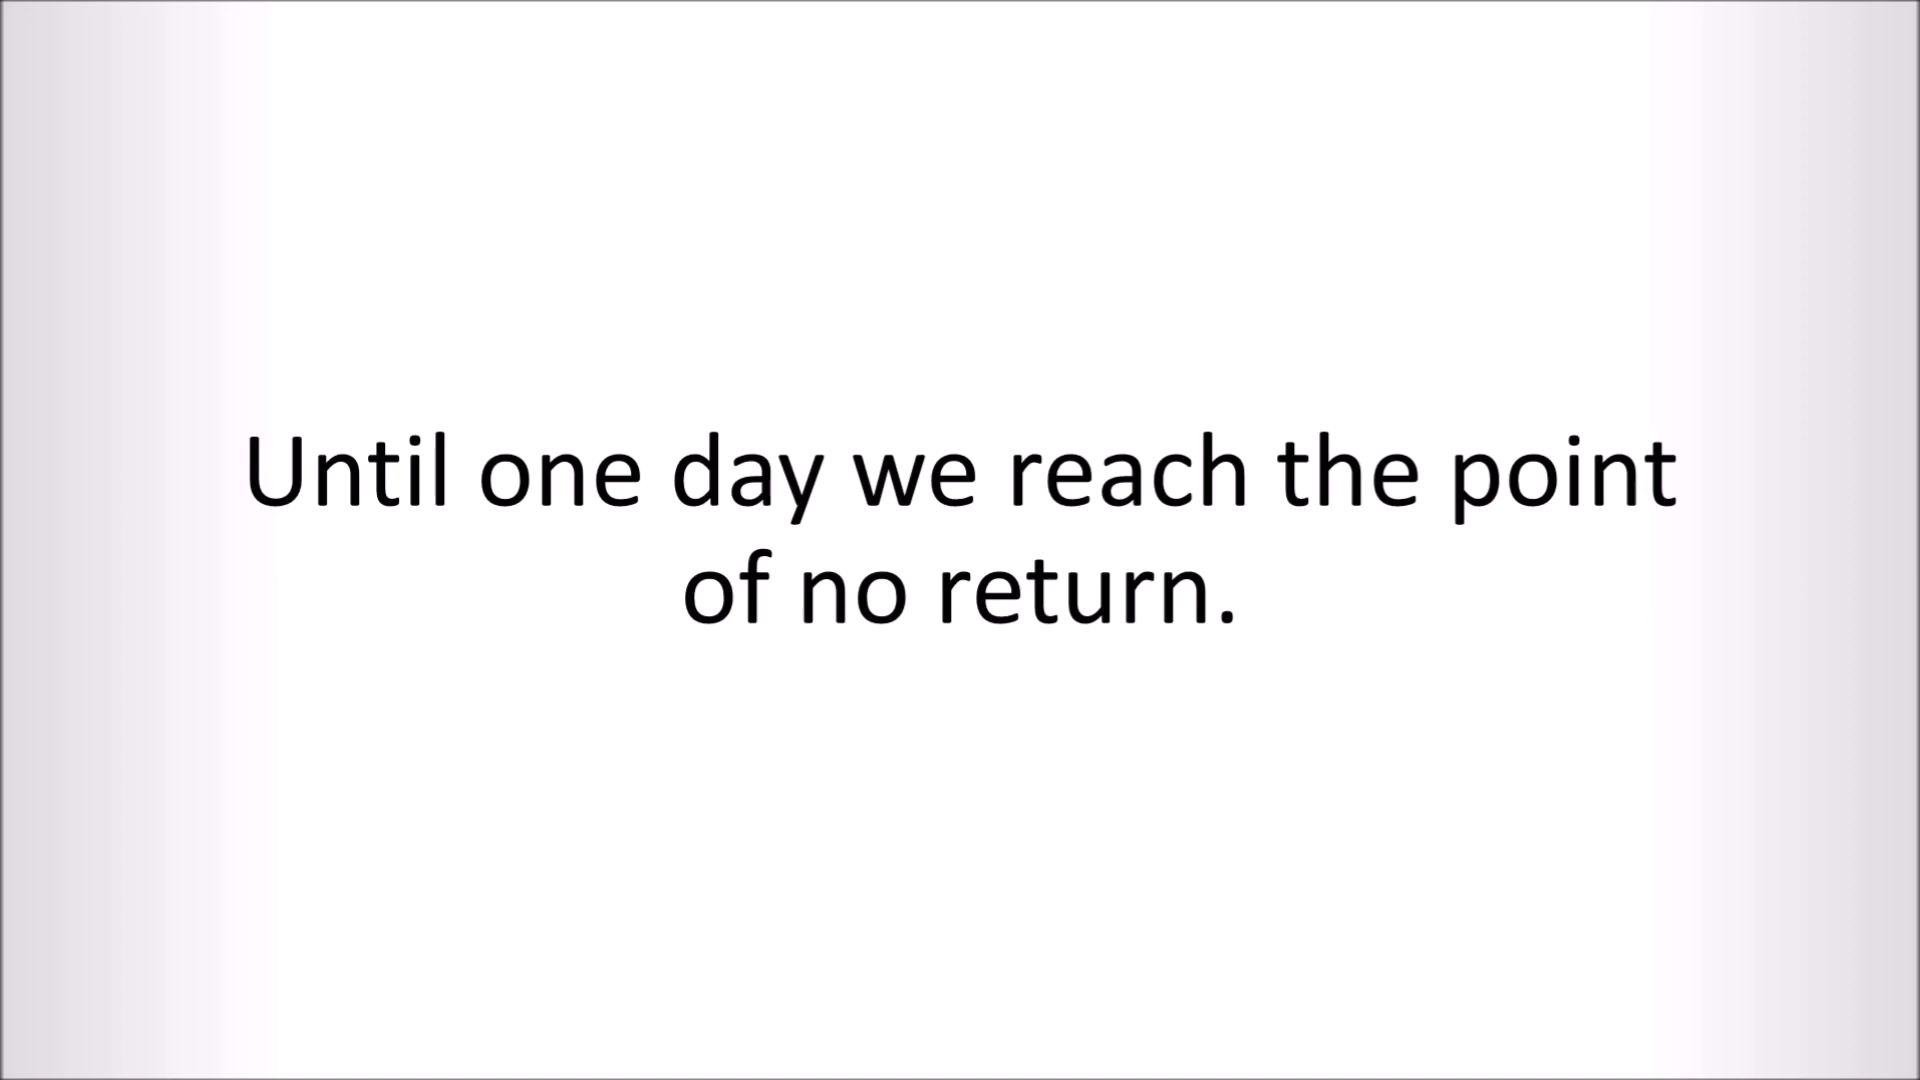 Until one day we reach the point
of no return.